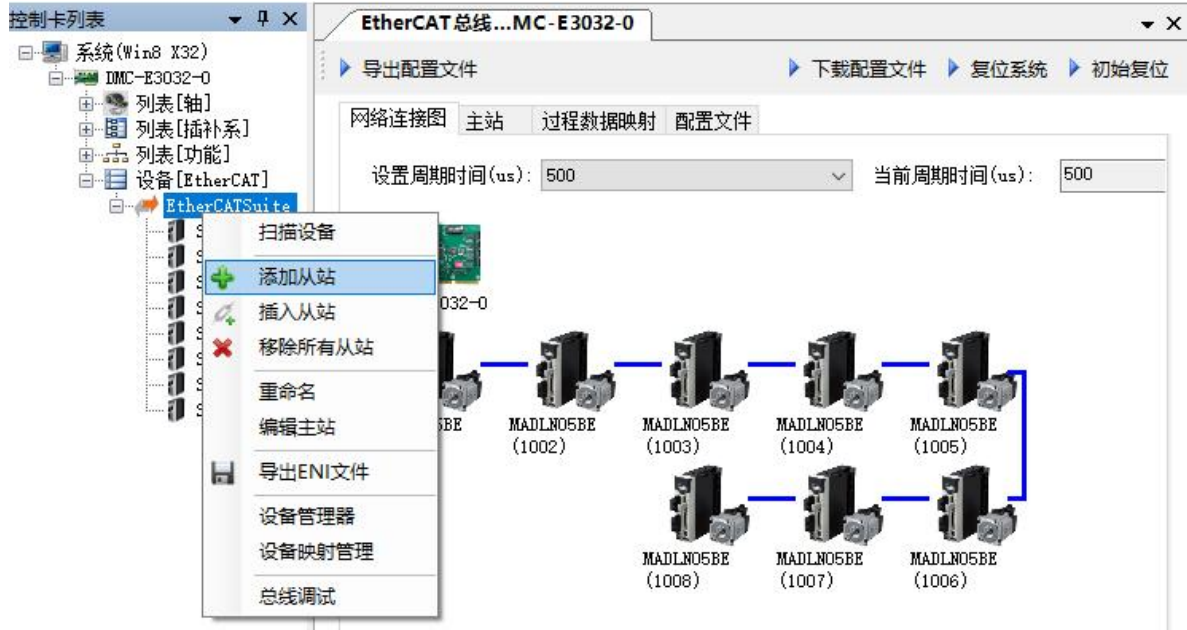 控制卡列表
系统(Win8 X32)
DMC-E3032-0
列表[轴]
列表[插补系]
列表[功能]
设备[EtherCAT]
EtherCATSuite
S
S
S
S
S
S
S
S
扫描设备
添加从站
插入从站
移除所有从站
重命名
编辑主站
导出ENI文件
设备管理器
设备映射管理
总线调试
EtherCAT总线...MC-E3032-0
导出配置文件 下载配置文件 复位系统 初始复位
网络连接图 主站 过程数据映射 配置文件
设置周期时间(us): 500 当前周期时间(us): 500
032-0
5BE MADLN05BE MADLN05BE MADLN05BE MADLN05BE
(1002) (1003) (1004) (1005)
MADLN05BE MADLN05BE MADLN05BE
(1008) (1007) (1006)